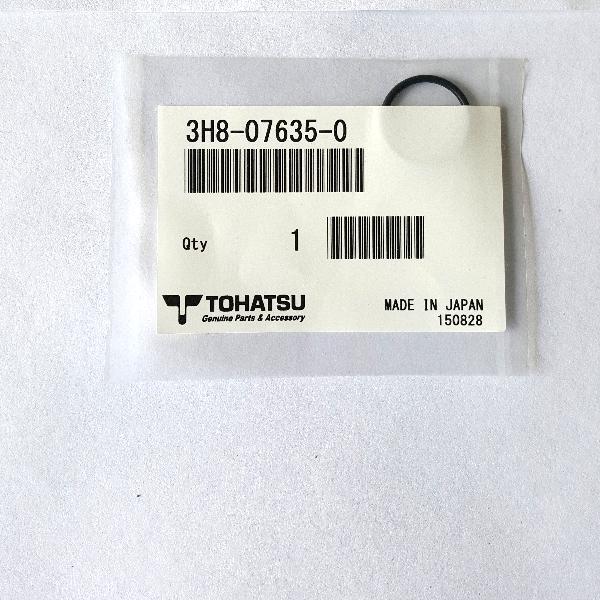 3H8-07635-0
Qty 1
TOHATSU
Genuine Parts & Accessory
MADE IN JAPAN
150828